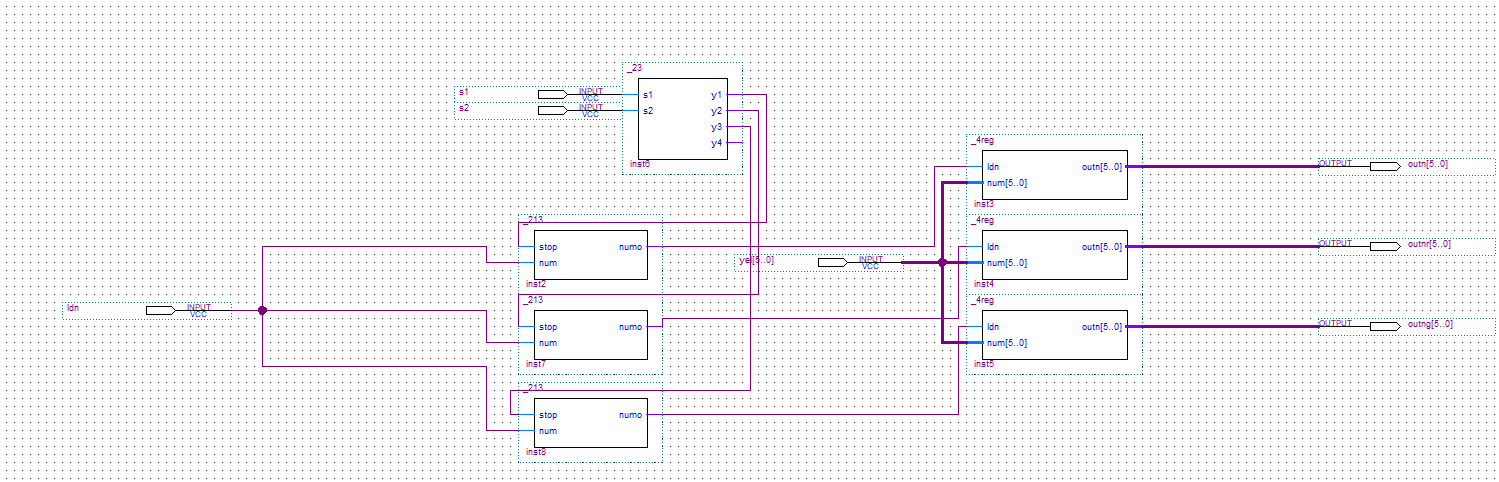 _23
s1 INPUT s1 y1
VCC
s2 INPUT s2 y2
VCC
y3
y4
inst6
_4reg
ldn outn[5..0] OUTPUT outn[5..0]
num[5..0]
inst3
_213 _4reg
stop numo ldn outn[5..0] OUTPUT outnr[5..0]
num yel[5..0] INPUT num[5..0]
VCC
inst2 inst4
_213 _4reg
ldn INPUT
VCC
stop numo ldn outn[5..0] OUTPUT outng[5..0]
num num[5..0]
inst7 inst5
_213
stop numo
num
inst8